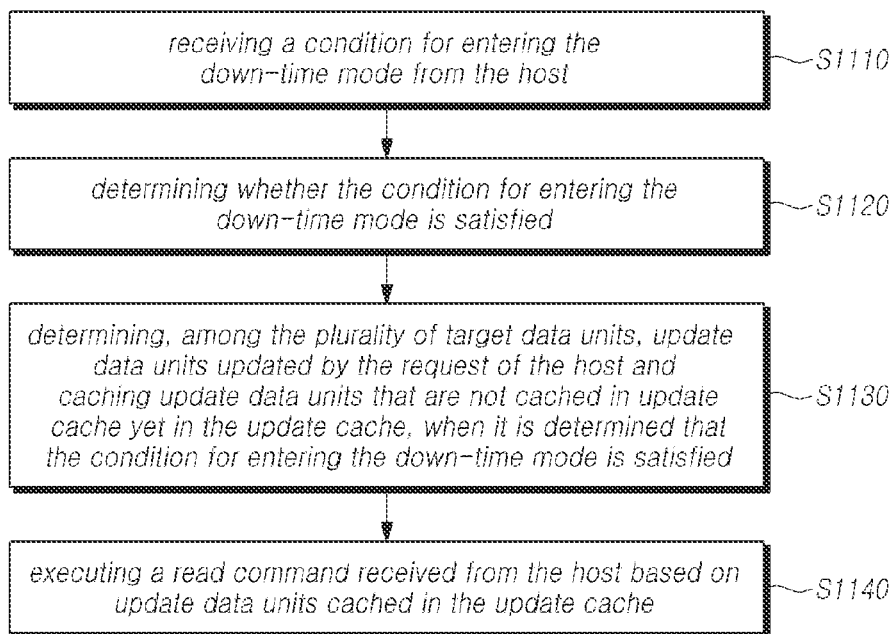 receiving a condition for entering the
down-time mode from the host
S1110
determining whether the condition for entering the
down-time mode is satisfied
S1120
determining, among the plurality of target data units, update
data units updated by the request of the host and
caching update data units that are not cached in update
cache yet in the update cache, when it is determined that
the condition for entering the down-time mode is satisfied
S1130
executing a read command received from the host based on
update data units cached in the update cache
S1140